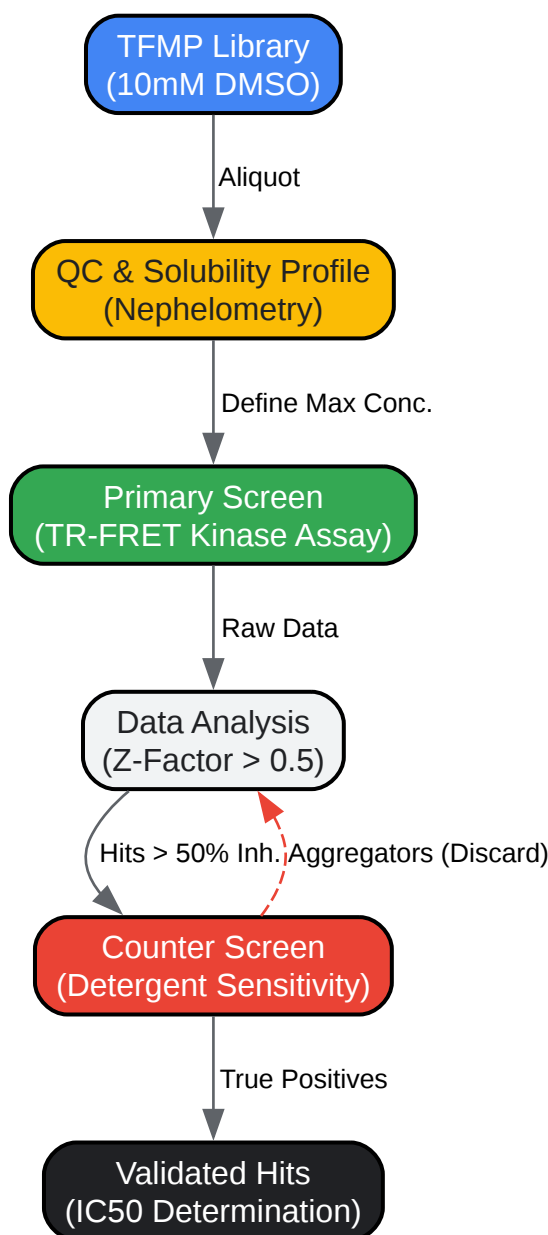 TFMP Library
(10mM DMSO)
Aliquot
QC & Solubility Profile
(Nephelometry)
Define Max Conc.
Primary Screen
(TR-FRET Kinase Assay)
Raw Data
Data Analysis
(Z-Factor > 0.5)
Hits > 50% Inh.
Aggregators (Discard)
Counter Screen
(Detergent Sensitivity)
True Positives
Validated Hits
(IC50 Determination)